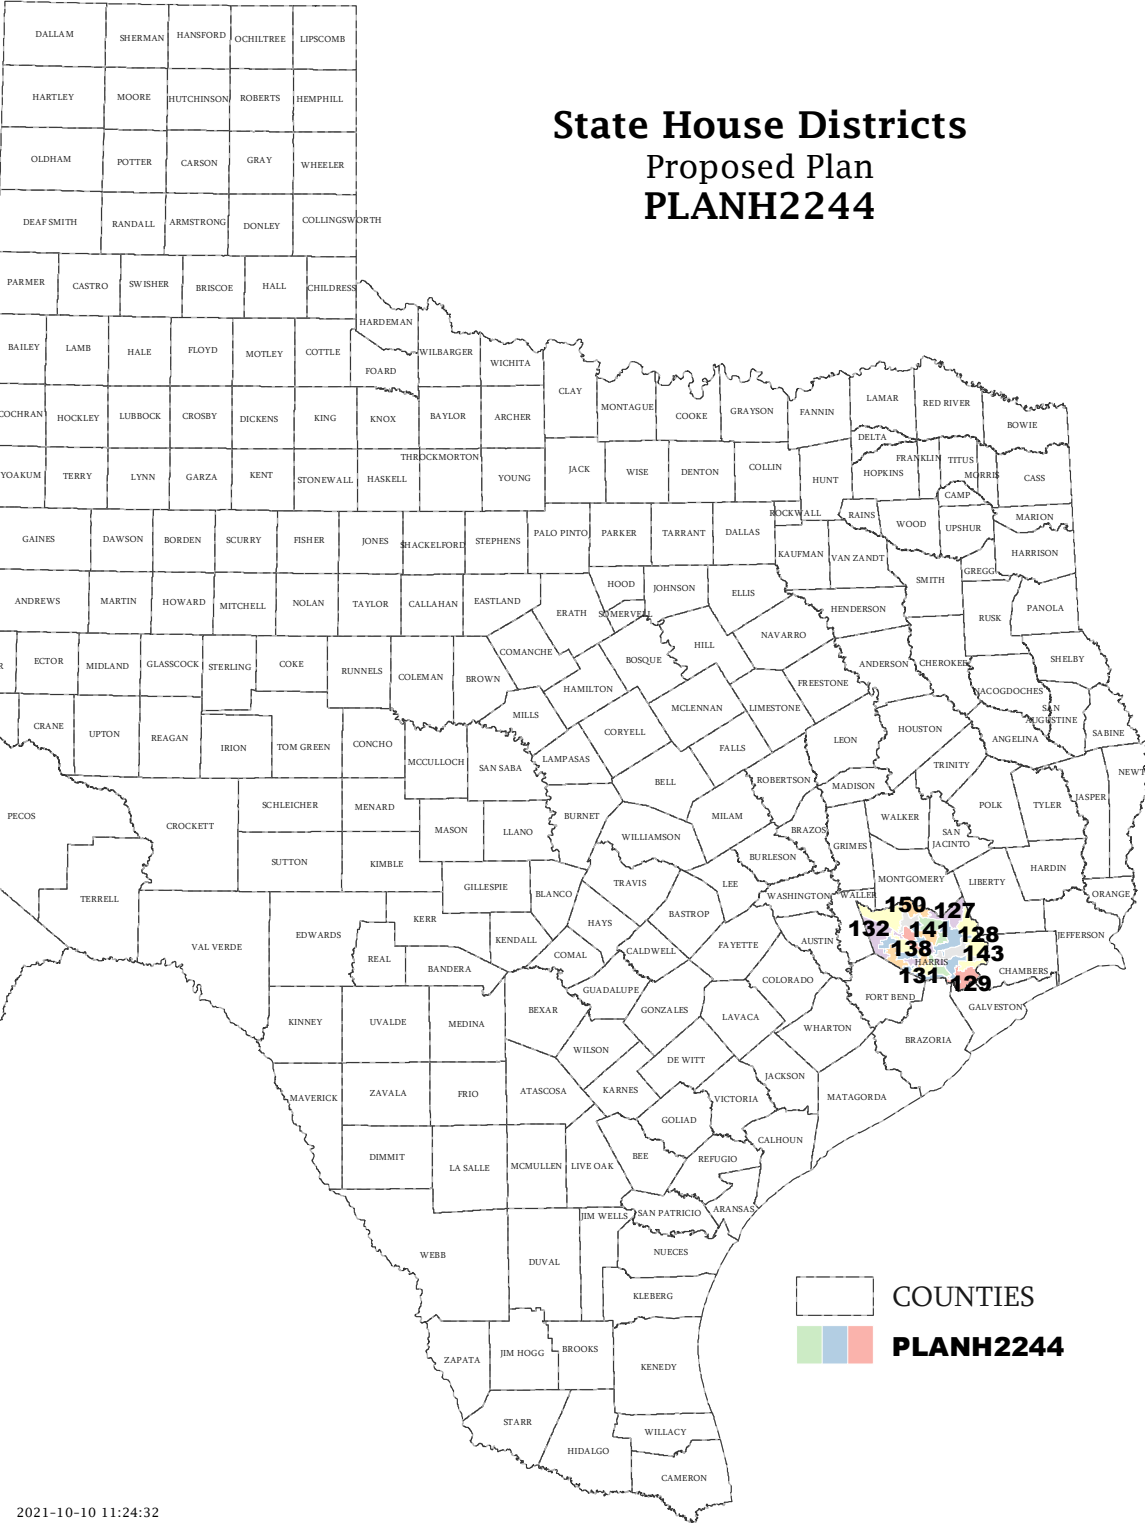 DALLAM SHERMAN HANSFORD OCHILTREE LIPSCOMB
HARTLEY MOORE HUTCHINSON ROBERTS HEMPHILL
State House Districts
Proposed Plan
PLANH2244
OLDHAM POTTER CARSON GRAY WHEELER
DEAF SMITH RANDALL ARMSTRONG DONLEY COLLINGSWORTH
PARMER CASTRO SWISHER BRISCOE HALL CHILDRESS
HARDEMAN
BAILEY LAMB HALE FLOYD MOTLEY COTTLE FOARD WILBARGER WICHITA
CLAY MONTAGUE COOKE GRAYSON FANNIN LAMAR RED RIVER BOWIE
COCHRAN HOCKLEY LUBBOCK CROSBY DICKENS KING KNOX BAYLOR ARCHER
DELTA
THROCKMORTON
YOAKUM TERRY LYNN GARZA KENT STONEWALL HASKELL YOUNG JACK WISE DENTON COLLIN HUNT HOPKINS FRANKLIN TITUS MORRIS CASS
CAMP
ROCKWALL RAINS WOOD UPSHUR MARION
GAINES DAWSON BORDEN SCURRY FISHER JONES SHACKELFORD STEPHENS PALO PINTO PARKER TARRANT DALLAS KAUFMAN VAN ZANDT HARRISON
SMITH GREGG
ANDREWS MARTIN HOWARD MITCHELL NOLAN TAYLOR CALLAHAN EASTLAND ERATH HOOD SOMERVELL JOHNSON ELLIS HENDERSON RUSK PANOLA
ECTOR MIDLAND GLASSCOCK STERLING COKE RUNNELS COLEMAN BROWN COMANCHE BOSQUE HILL NAVARRO ANDERSON CHEROKEE SHELBY
HAMILTON FREESTONE NACOGDOCHES
MILLS MCLENNAN LIMESTONE SAN
AUGUSTINE
CRANE UPTON REAGAN IRION TOM GREEN CONCHO MCCULLOCH SAN SABA LAMPASAS CORYELL FALLS LEON HOUSTON ANGELINA SABINE
BELL ROBERTSON MADISON TRINITY NEWT
PECOS CROCKETT SCHLEICHER MENARD MASON LLANO BURNET WILLIAMSON MILAM BRAZOS GRIMES WALKER SAN
JACINTO POLK TYLER JASPER
SUTTON KIMBLE BURLESON HARDIN
TERRELL GILLESPIE BLANCO TRAVIS LEE WASHINGTON WALLER MONTGOMERY LIBERTY ORANGE
150 127
KERR HAYS BASTROP
132 141 128
VAL VERDE EDWARDS REAL KENDALL COMAL CALDWELL FAYETTE AUSTIN JEFFERSON
138 143
HARRIS
BANDERA CHAMBERS
131 129
GUADALUPE COLORADO FORT BEND GALVESTON
KINNEY UVALDE MEDINA BEXAR GONZALES LAVACA WHARTON BRAZORIA
WILSON DE WITT
MAVERICK ZAVALA FRIO ATASCOSA KARNES JACKSON VICTORIA MATAGORDA
GOLIAD CALHOUN
DIMMIT LA SALLE MCMULLEN LIVE OAK BEE REFUGIO
JIM WELLS SAN PATRICIO ARANSAS
WEBB DUVAL NUECES
KLEBERG
COUNTIES
ZAPATA JIM HOGG BROOKS KENEDY
PLANH2244
STARR HIDALGO WILLACY
CAMERON
2021-10-10 11:24:32